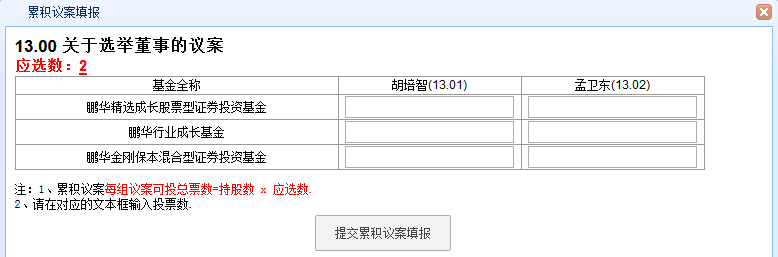 累积议案填报
13.00 关于选举董事的议案
应选数：2
基金全称 胡培智(13.01) 孟卫东(13.02)
鹏华精选成长股票型证券投资基金
鹏华行业成长基金
鹏华金刚保本混合型证券投资基金
注：1、累积议案每组议案可投总票数=持股数 x 应选数.
2、请在对应的文本框输入投票数.
提交累积议案填报